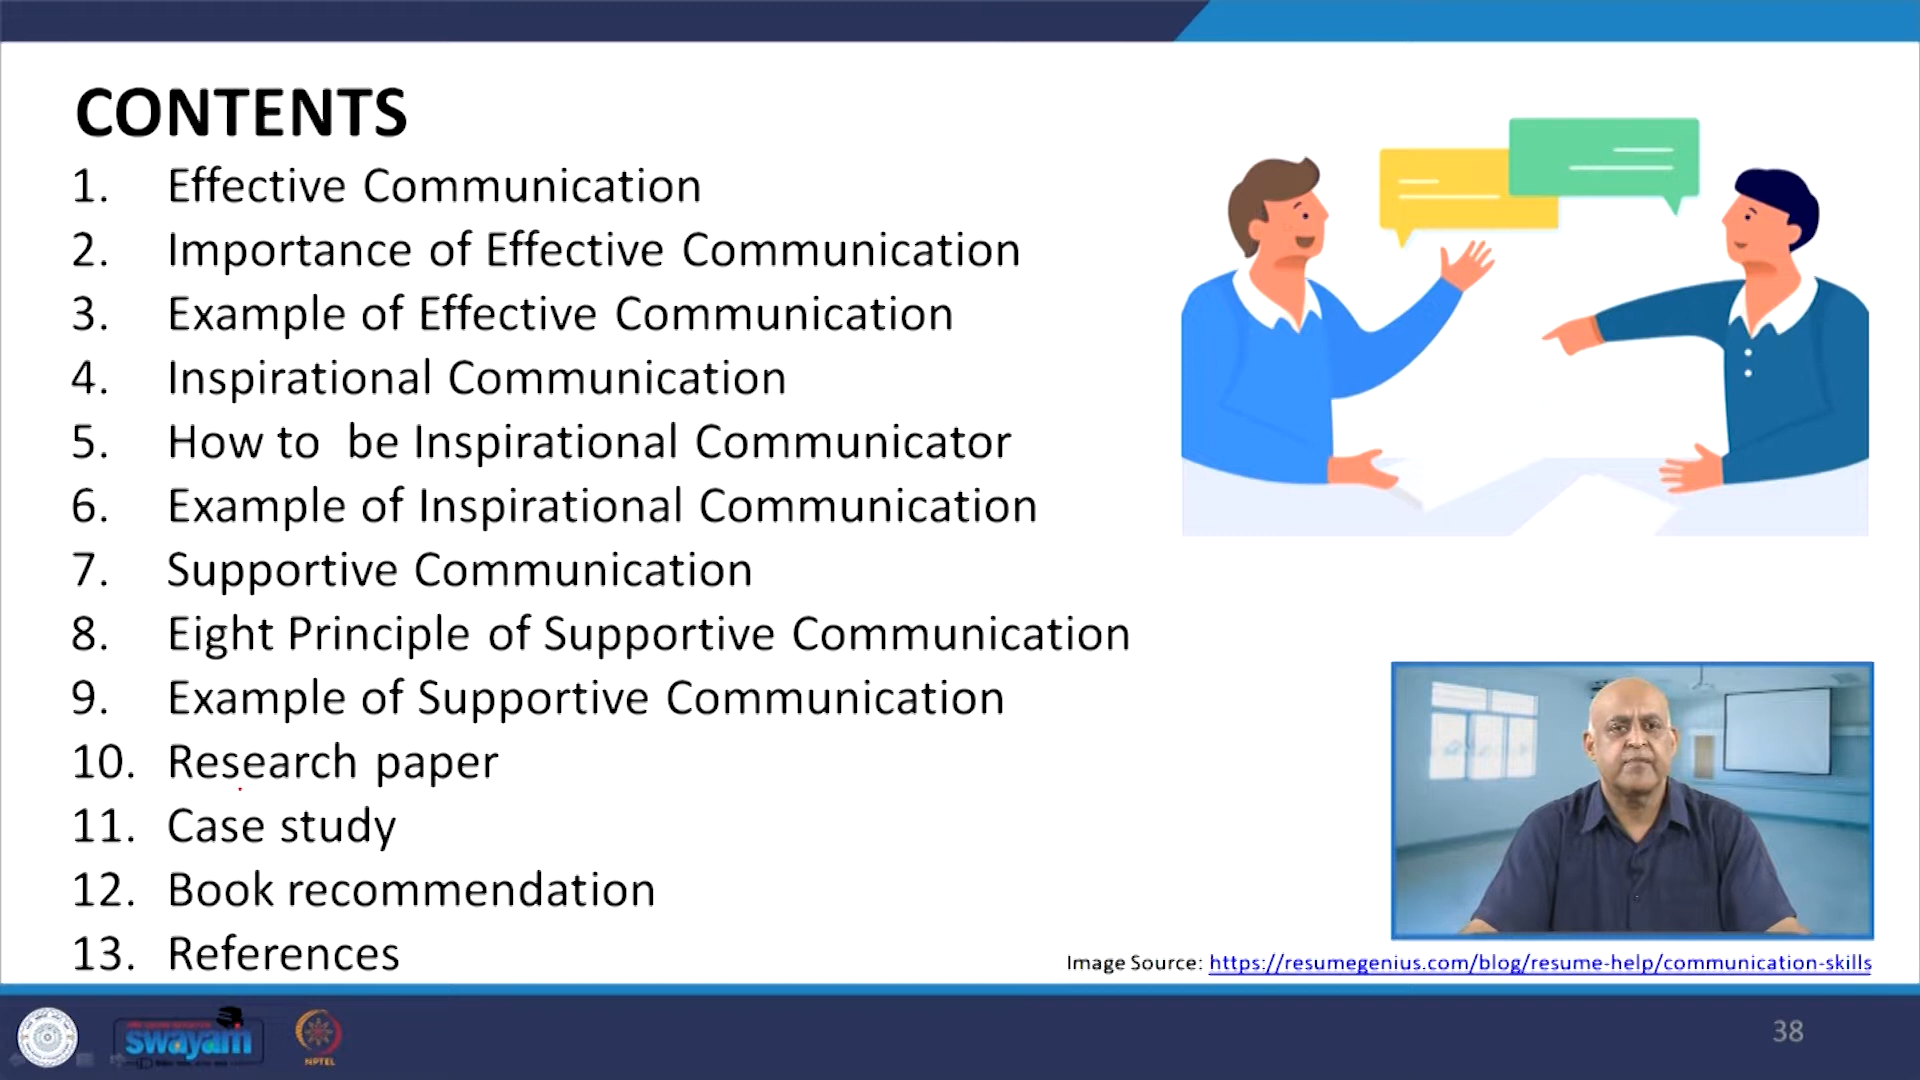 CONTENTS
1. Effective Communication
2. Importance of Effective Communication
3. Example of Effective Communication
4. Inspirational Communication
5. How to be Inspirational Communicator
6. Example of Inspirational Communication
7. Supportive Communication
8. Eight Principle of Supportive Communication
9. Example of Supportive Communication
10. Research paper
11. Case study
12. Book recommendation
13. References
Image Source: https://resumegenius.com/blog/resume-help/communication-skills
swayam
NPTEL
38